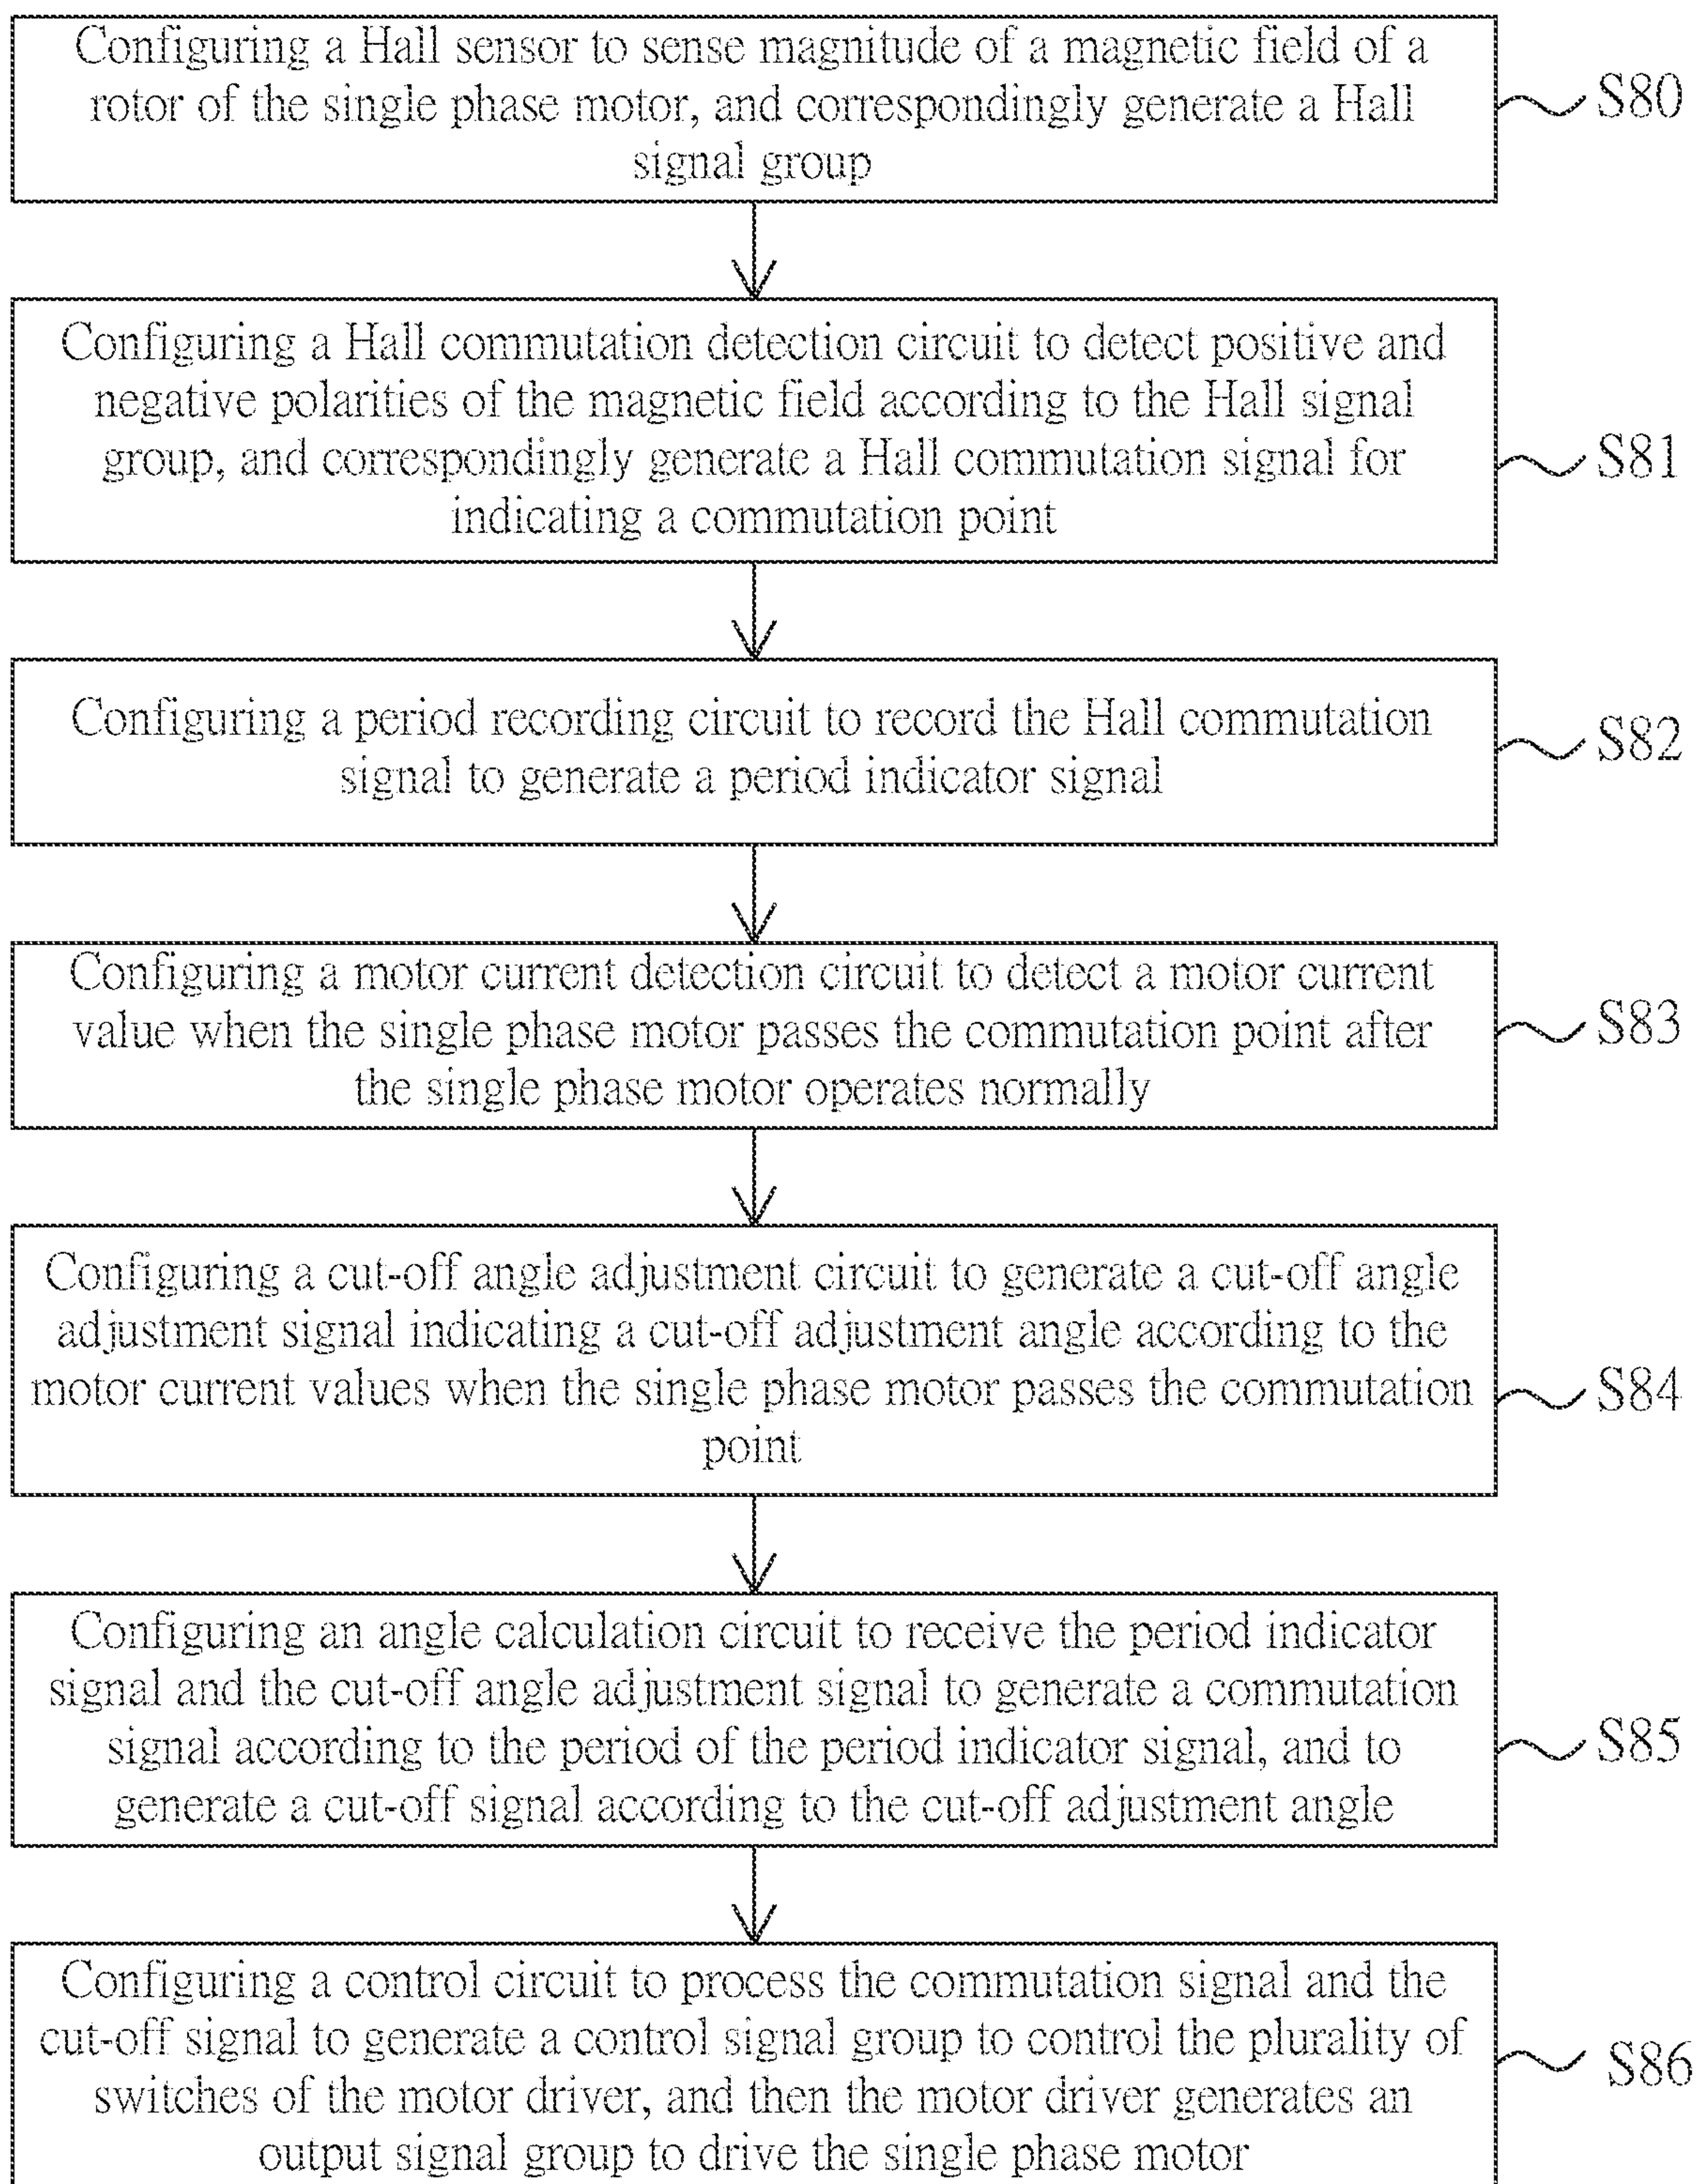 Configuring a Hall sensor to sense magnitude of a magnetic field of a
rotor of the single phase motor, and correspondingly generate a Hall
signal group
S80
Configuring a Hall commutation detection circuit to detect positive and
negative polarities of the magnetic field according to the Hall signal
group, and correspondingly generate a Hall commutation signal for
indicating a commutation point
S81
Configuring a period recording circuit to record the Hall commutation
signal to generate a period indicator signal
S82
Configuring a motor current detection circuit to detect a motor current
value when the single phase motor passes the commutation point after
the single phase motor operates normally
S83
Configuring a cut-off angle adjustment circuit to generate a cut-off angle
adjustment signal indicating a cut-off adjustment angle according to the
motor current values when the single phase motor passes the commutation
point
S84
Configuring an angle calculation circuit to receive the period indicator
signal and the cut-off angle adjustment signal to generate a commutation
signal according to the period of the period indicator signal, and to
generate a cut-off signal according to the cut-off adjustment angle
S85
Configuring a control circuit to process the commutation signal and the
cut-off signal to generate a control signal group to control the plurality of
switches of the motor driver, and then the motor driver generates an
output signal group to drive the single phase motor
S86